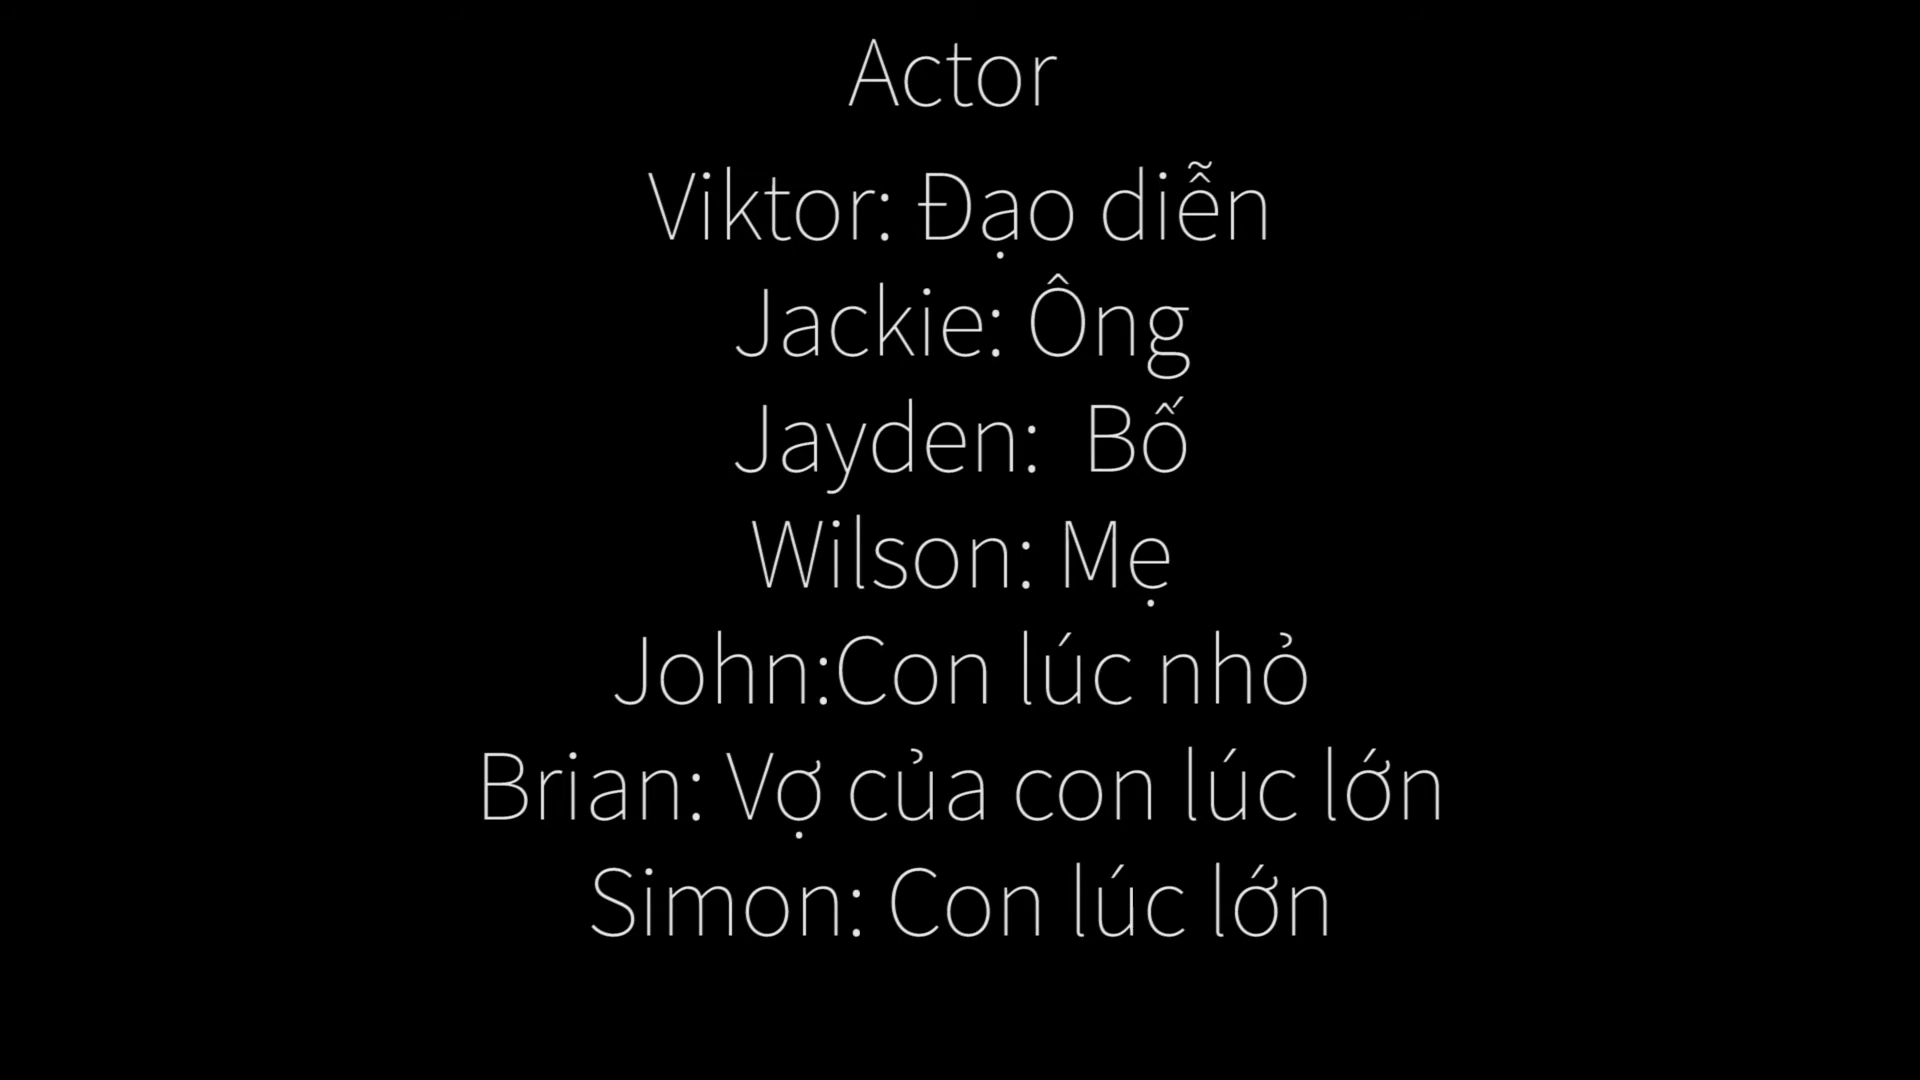 Actor
Viktor: Đạo diễn
Jackie: Ông
Jayden:  Bố
Wilson: Mẹ
John:Con lúc nhỏ
Brian: Vợ của con lúc lớn
Simon: Con lúc lớn